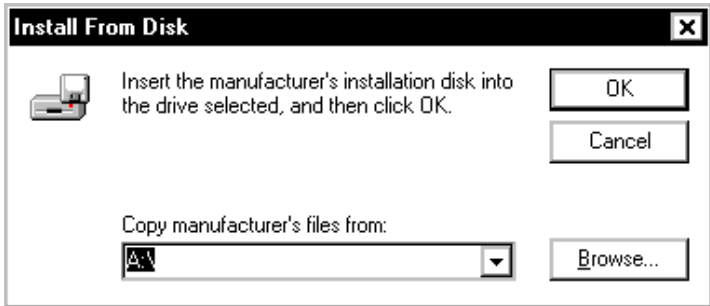 Install From Disk
Insert the manufacturer's installation disk into
the drive selected, and then click OK.
OK
Cancel
Copy manufacturer's files from:
A:\
Browse...